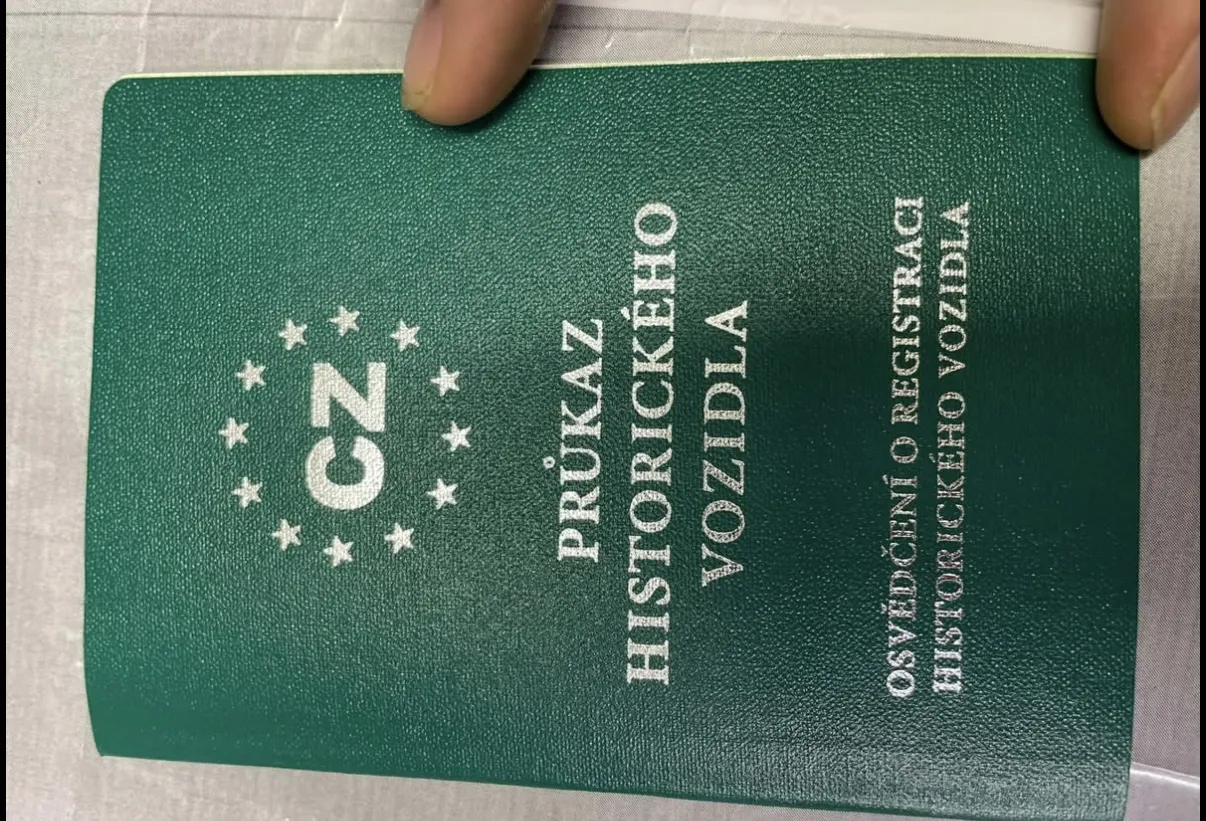 CZ
PRŮKAZ
HISTORICKÉHO
VOZIDLA
OSVĚDČENÍ O REGISTRACI
HISTORICKÉHO VOZIDLA